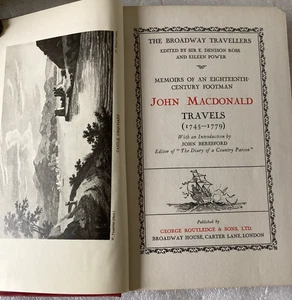 THE BROADWAY TRAVELLERS
EDITED BY SIR E. DENISON ROSS
AND EILEEN POWER
MEMOIRS OF AN EIGHTEENTH-
CENTURY FOOTMAN
JOHN MACDONALD
TRAVELS
(1745-1779)
With an Introduction by
JOHN BERESFORD
Editor of "The Diary of a Country Parson"
Published by
GEORGE ROUTLEDGE & SONS, LTD.
BROADWAY HOUSE, CARTER LANE, LONDON